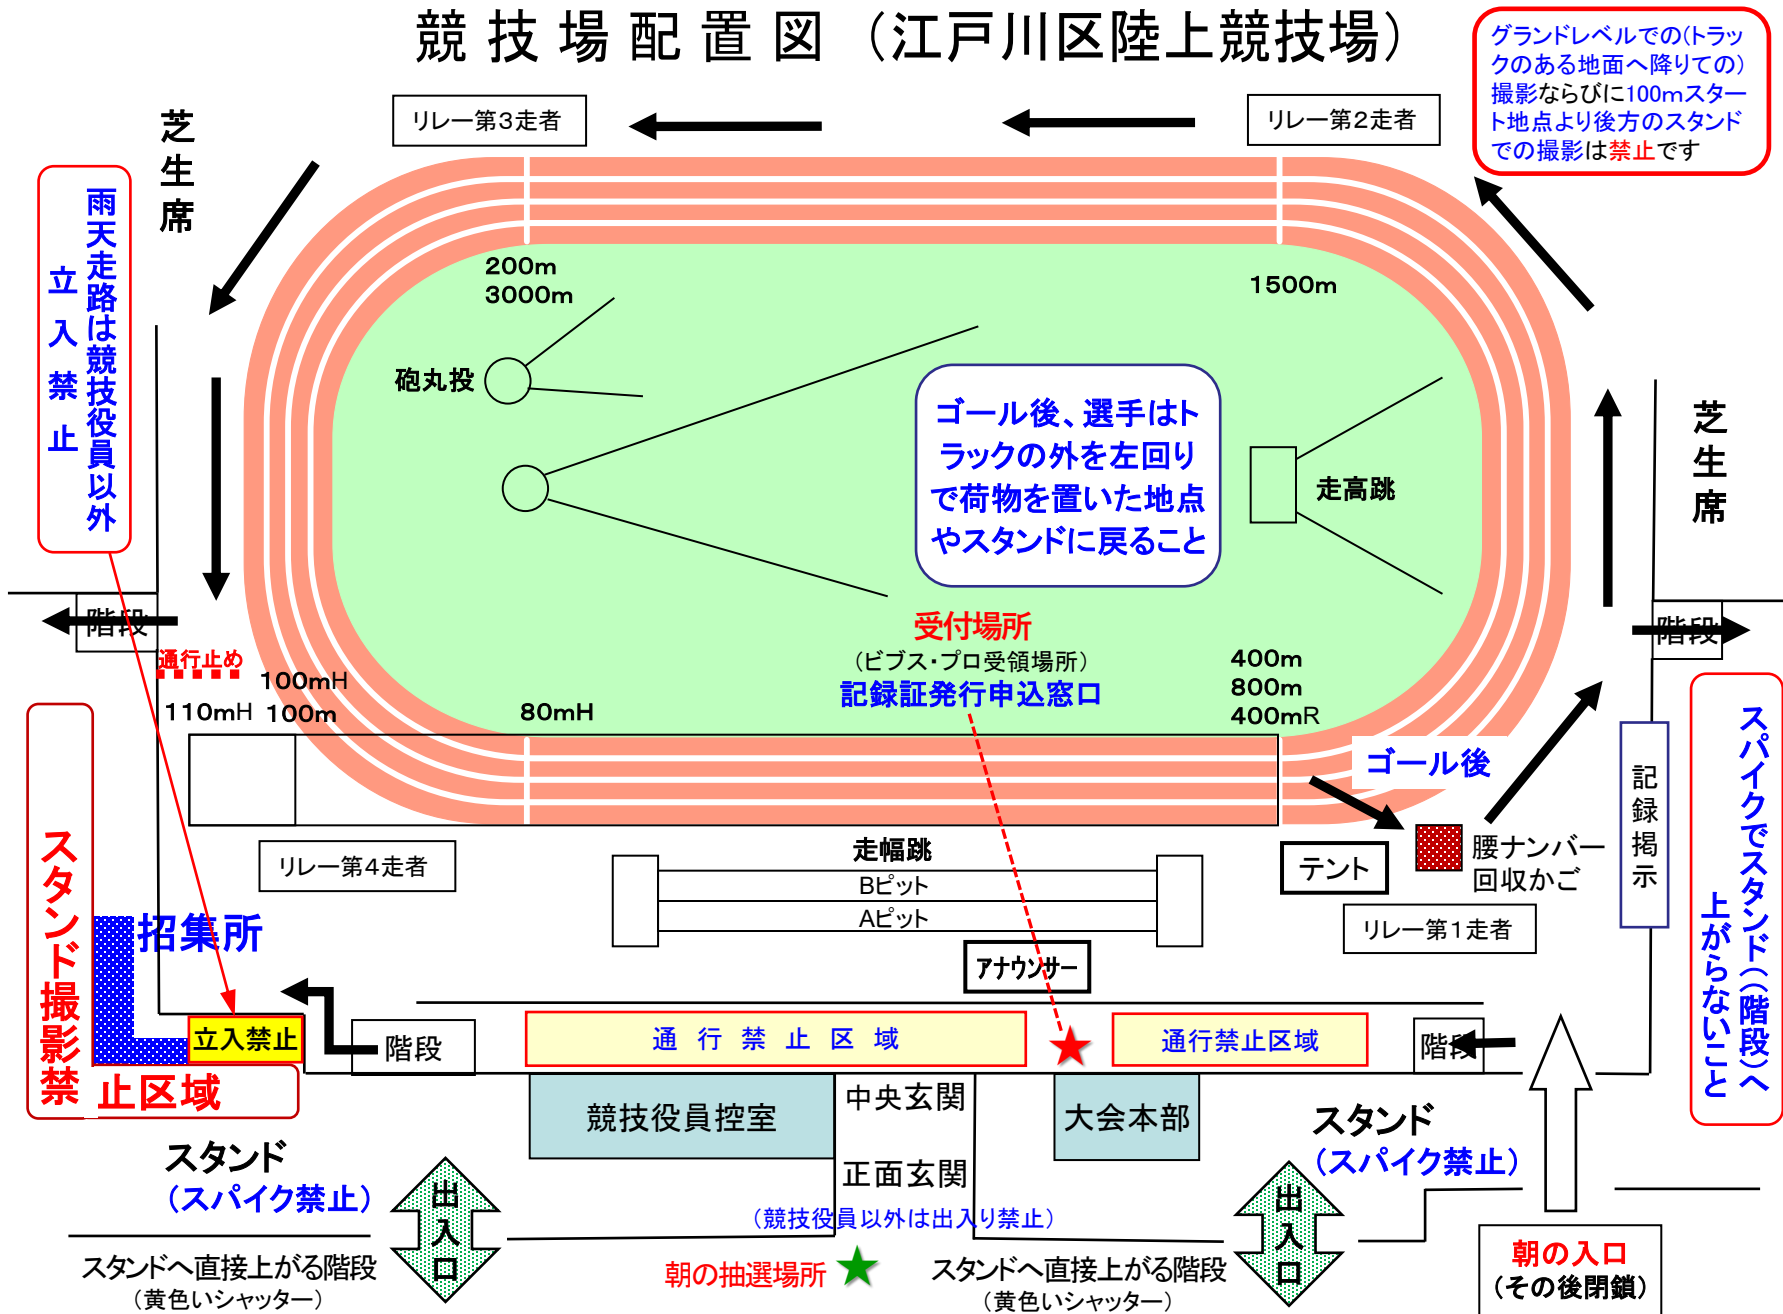 競技場配置図（江戸川区陸上競技場）
グランドレベルでの(トラッ
クのある地面へ降りての)
撮影ならびに100mスター
ト地点より後方のスタンド
での撮影は禁止です
リレー第3走者
リレー第2走者
芝生席
雨天走路は競技役員以外
立入禁止
200m
3000m
1500m
砲丸投
ゴール後、選手はト
ラックの外を左回り
で荷物を置いた地点
やスタンドに戻ること
走高跳
芝生席
階段
通行止め
受付場所
（ビブス・プロ受領場所）
記録証発行申込窓口
400m
800m
400mR
階段
100mH
110mH 100m
80mH
ゴール後
記録掲示
スパイクでスタンド((階段)へ
上がらないこと
スタンド撮影禁
止区域
リレー第4走者
走幅跳
Bピット
Aピット
テント
腰ナンバー
回収かご
リレー第1走者
招集所
アナウンサー
立入禁止
階段
通行禁止区域
通行禁止区域
階段
競技役員控室
中央玄関
大会本部
正面玄関
スタンド
（スパイク禁止）
出入口
（競技役員以外は出入り禁止）
スタンド
（スパイク禁止）
出入口
スタンドへ直接上がる階段
（黄色いシャッター）
朝の抽選場所
スタンドへ直接上がる階段
（黄色いシャッター）
朝の入口
（その後閉鎖）